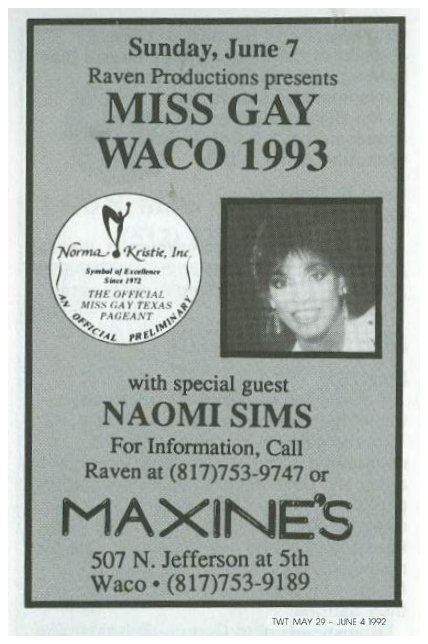 Sunday, June 7
Raven Productions presents
MISS GAY
WACO 1993
Norma Kristie, Inc.
Symbol of Excellence
Since 1972
THE OFFICIAL
MISS GAY TEXAS
PAGEANT
AN OFFICIAL PRELIMINARY
with special guest
NAOMI SIMS
For Information, Call
Raven at (817)753-9747 or
MAXINE'S
507 N. Jefferson at 5th
Waco • (817)753-9189
TWT MAY 29 - JUNE 4 1992